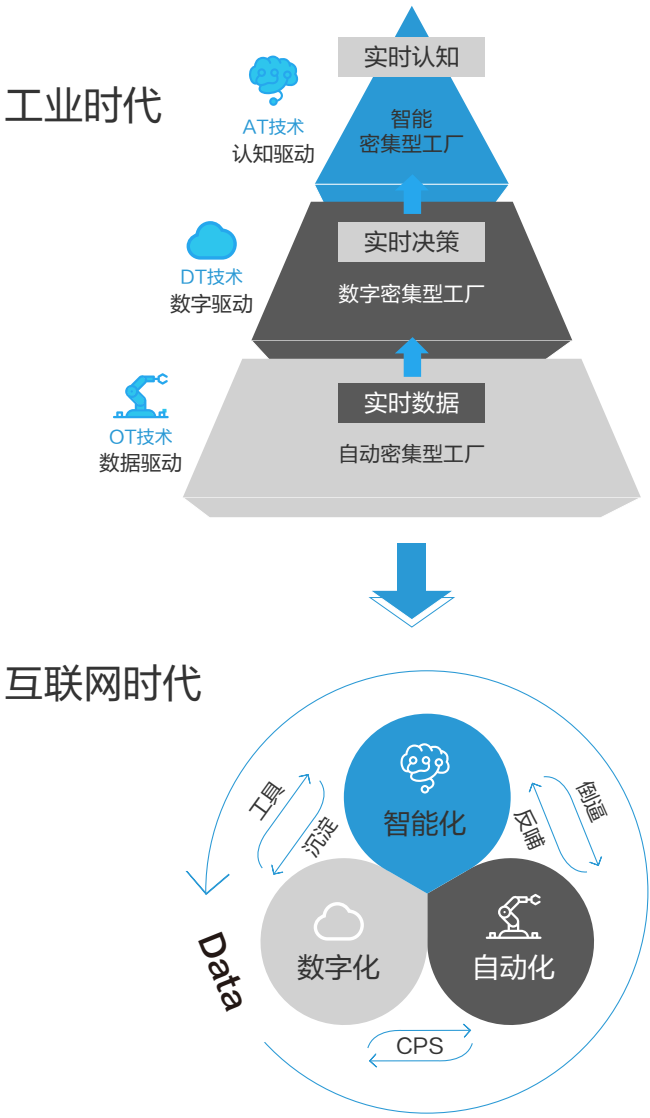 工业时代
实时认知
智能
密集型工厂
AT技术
认知驱动
实时决策
数字密集型工厂
DT技术
数字驱动
实时数据
自动密集型工厂
OT技术
数据驱动
互联网时代
智能化
工具
沉淀
倒逼
反哺
数字化
自动化
Data
CPS